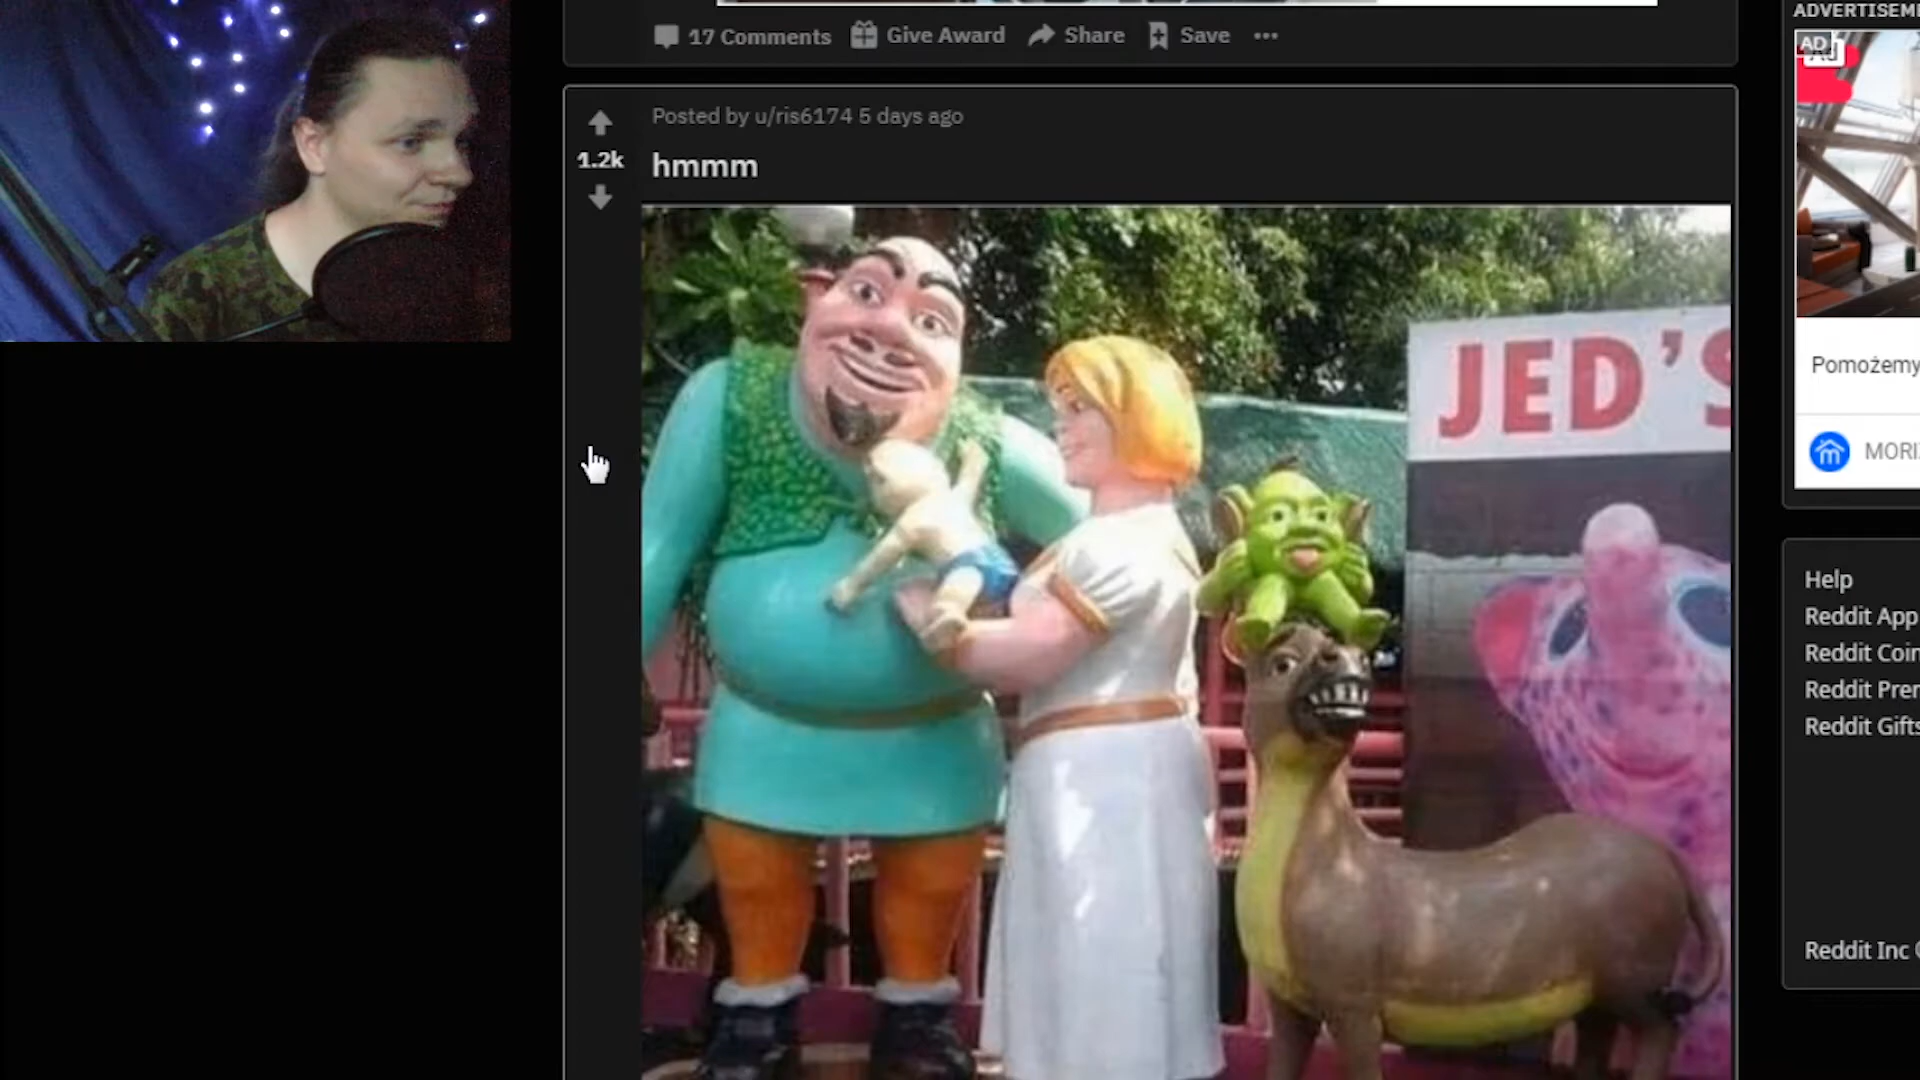 17 Comments Give Award Share Save
Posted by u/ris6174 5 days ago
1.2k
hmmm
JED'S
ADVERTISEM
AD
Ad
Pomożemy
MORI
Help
Reddit App
Reddit Coin
Reddit Prem
Reddit Gifts
Reddit Inc